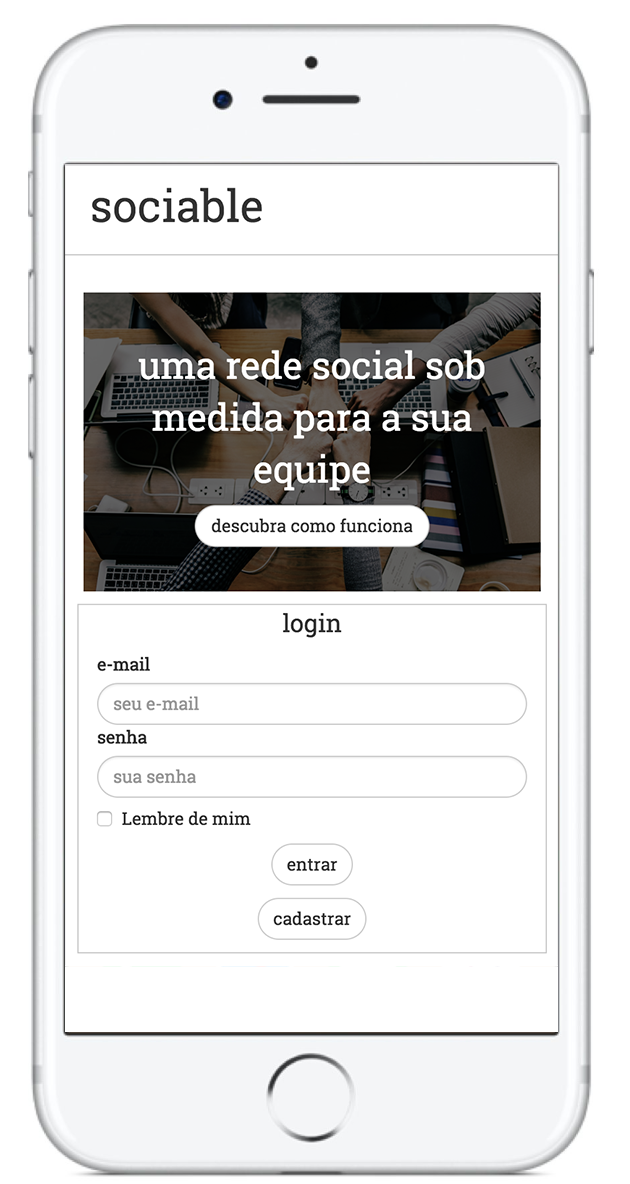 sociable
uma rede social sob
medida para a sua
equipe
descubra como funciona
login
e-mail
seu e-mail
senha
sua senha
Lembre de mim
entrar
cadastrar